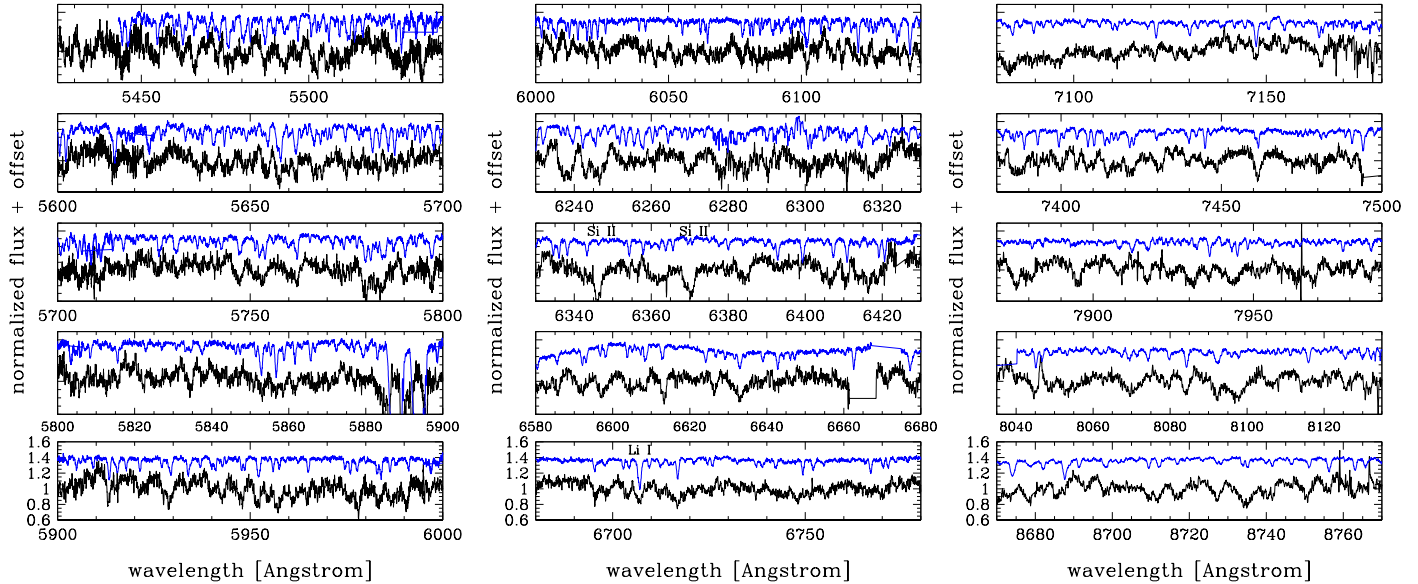 5450 5500
6000 6050 6100
7100 7150
5600 5650 5700
6240 6260 6280 6300 6320
7400 7450 7500
Si II Si II
5700 5750 5800
6340 6360 6380 6400 6420
7900 7950
5800 5820 5840 5860 5880 5900
6580 6600 6620 6640 6660 6680
8040 8060 8080 8100 8120
1.6
1.4
1.2
1
0.8
0.6
5900 5950 6000
Li I
1.6
1.4
1.2
1
0.8
0.6
6700 6750
1.6
1.4
1.2
1
0.8
0.6
8680 8700 8720 8740 8760
normalized flux + offset
normalized flux + offset
normalized flux + offset
wavelength [Angstrom]
wavelength [Angstrom]
wavelength [Angstrom]